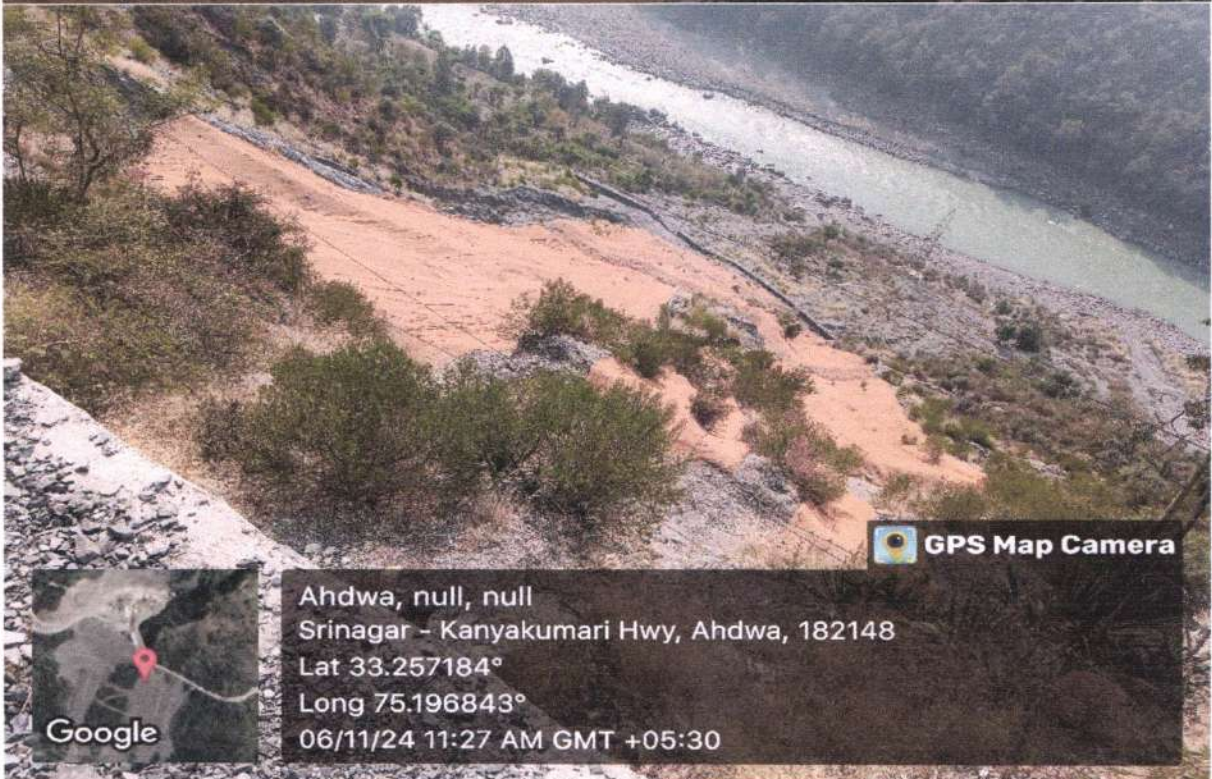 GPS Map Camera
Ahdwa, null, null
Srinagar - Kanyakumari Hwy, Ahdwa, 182148
Lat 33.257184°
Long 75.196843°
06/11/24 11:27 AM GMT +05:30
Google